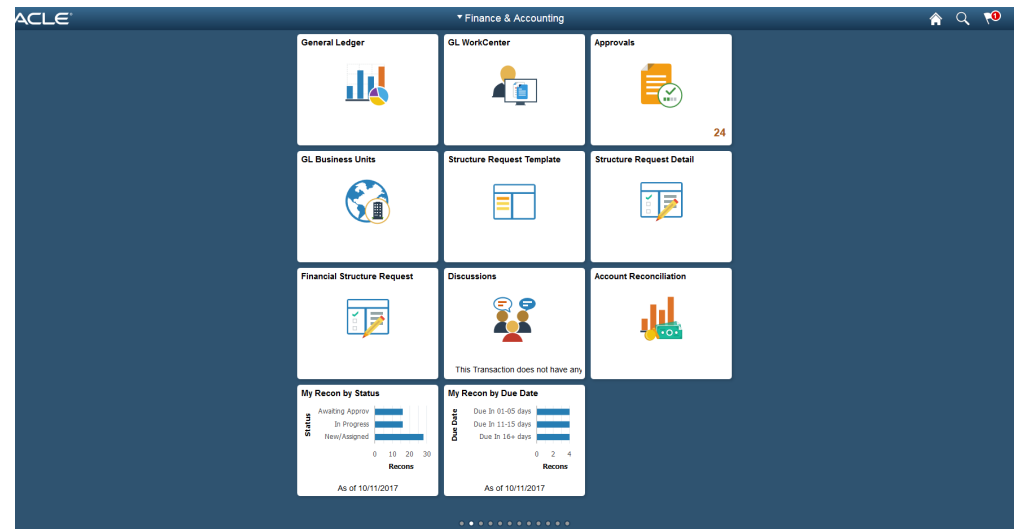 ACLE
Finance & Accounting
1
General Ledger
GL WorkCenter
Approvals
24
GL Business Units
Structure Request Template
Structure Request Detail
Financial Structure Request
Discussions
This Transaction does not have any
Account Reconciliation
My Recon by Status
Status
Awaiting Approv
In Progress
New/Assigned
0 10 20 30
Recons
As of 10/11/2017
My Recon by Due Date
Due Date
Due In 01-05 days
Due In 11-15 days
Due In 16+ days
0 2 4
Recons
As of 10/11/2017